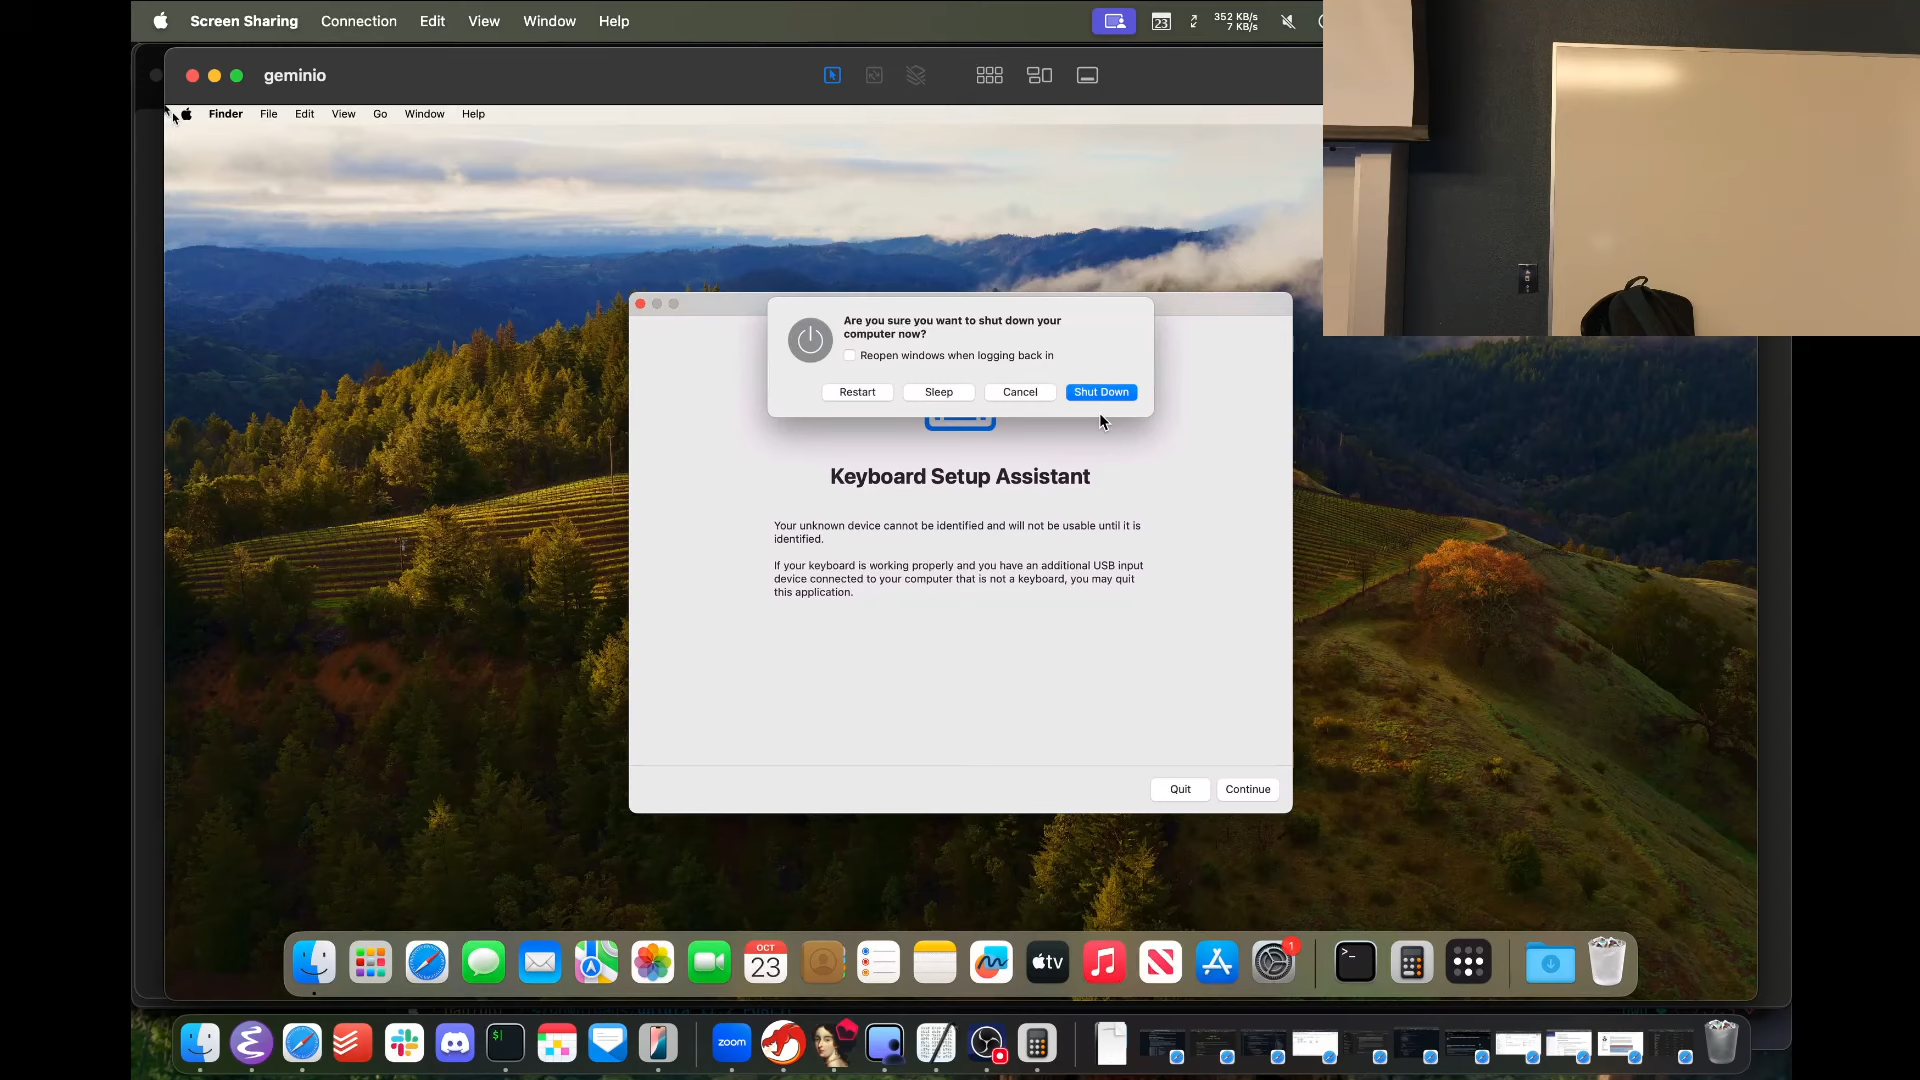 Screen Sharing Connection Edit View Window Help
23
352 KB/s
7 KB/s
geminio
Finder File Edit View Go Window Help
Are you sure you want to shut down your
computer now?
Reopen windows when logging back in
Restart Sleep Cancel Shut Down
Keyboard Setup Assistant
Your unknown device cannot be identified and will not be usable until it is
identified.
If your keyboard is working properly and you have an additional USB input
device connected to your computer that is not a keyboard, you may quit
this application.
Quit Continue
OCT
23
tv
1
>_
$
zoom